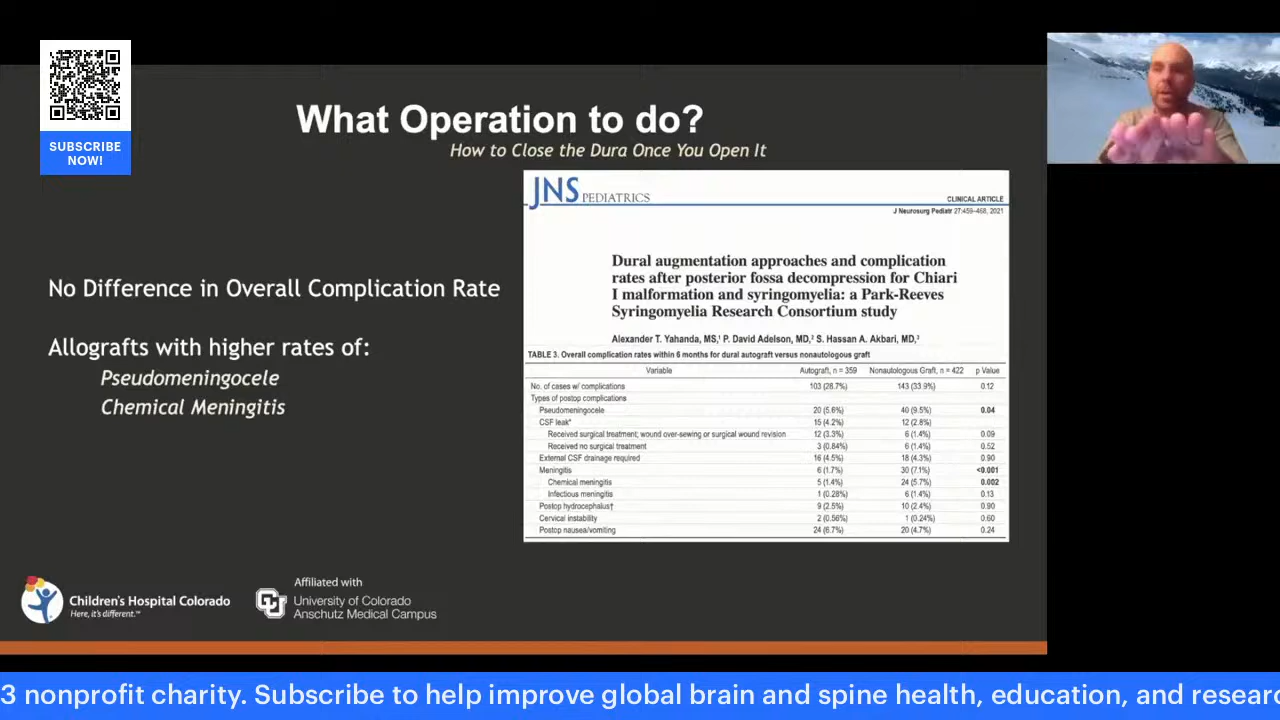 SUBSCRIBE
NOW!
What Operation to do?
How to Close the Dura Once You Open It
No Difference in Overall Complication Rate
Allografts with higher rates of:
Pseudomeningocele
Chemical Meningitis
JNS PEDIATRICS
CLINICAL ARTICLE
J Neurosurg Pediatr 27:459–468, 2021
Dural augmentation approaches and complication
rates after posterior fossa decompression for Chiari
I malformation and syringomyelia: a Park-Reeves
Syringomyelia Research Consortium study
Alexander T. Yahanda, MS,¹ P. David Adelson, MD,² S. Hassan A. Akbari, MD,³
TABLE 3. Overall complication rates within 6 months for dural autograft versus nonautologous graft
Variable Autograft, n = 359 Nonautologous Graft, n = 422 p Value
No. of cases w/ complications 103 (28.7%) 143 (33.9%) 0.12
Types of postop complications
Pseudomeningocele 20 (5.6%) 40 (9.5%) 0.04
CSF leak* 15 (4.2%) 12 (2.8%)
Received surgical treatment; wound over-sewing or surgical wound revision 12 (3.3%) 6 (1.4%) 0.09
Received no surgical treatment 3 (0.84%) 6 (1.4%) 0.52
External CSF drainage required 16 (4.5%) 18 (4.3%) 0.90
Meningitis 6 (1.7%) 30 (7.1%) <0.001
Chemical meningitis 5 (1.4%) 24 (5.7%) 0.002
Infectious meningitis 1 (0.28%) 6 (1.4%) 0.13
Postop hydrocephalus† 9 (2.5%) 10 (2.4%) 0.90
Cervical instability 2 (0.56%) 1 (0.24%) 0.60
Postop nausea/vomiting 24 (6.7%) 20 (4.7%) 0.24
Children's Hospital Colorado
Here, it's different.™
Affiliated with
CU
University of Colorado
Anschutz Medical Campus
3 nonprofit charity. Subscribe to help improve global brain and spine health, education, and researc